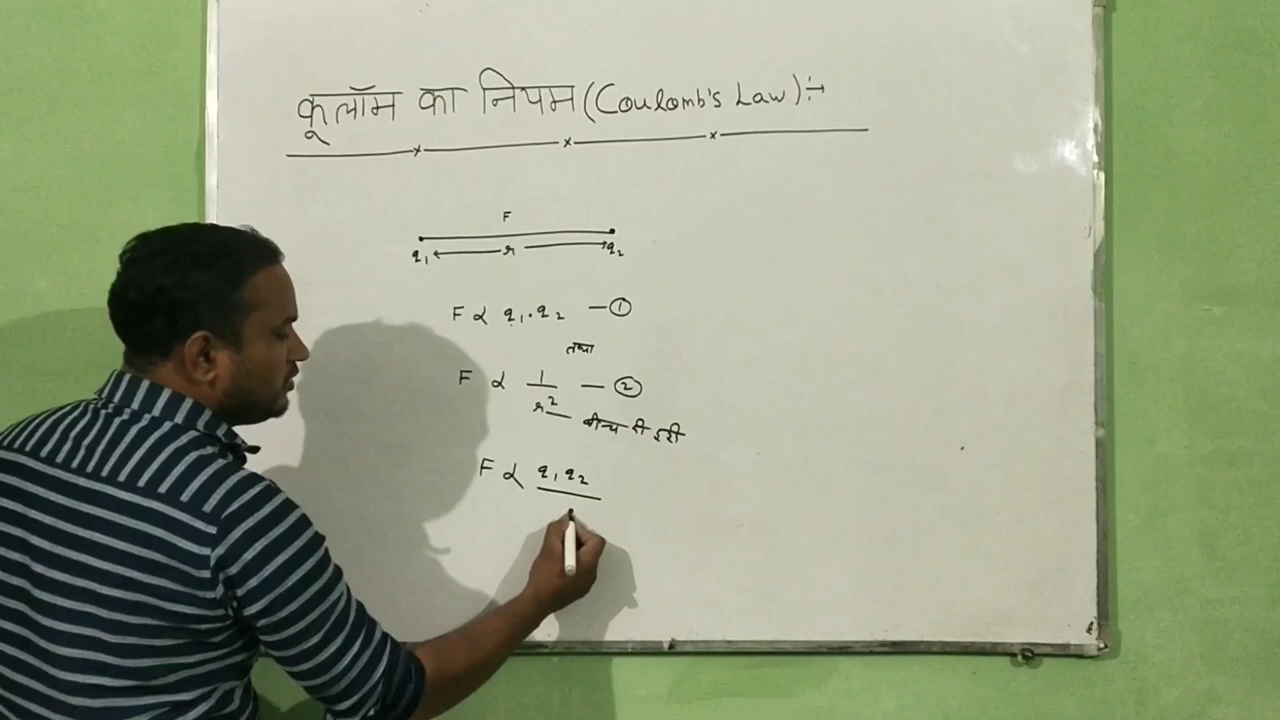 कूलॉम का नियम (Coulomb's Law) :-
F
q₁ ← r → q₂
F ∝ q₁.q₂ — ①
तथा
F ∝ 1/r² — ②
बीच की दूरी
F ∝ q₁q₂